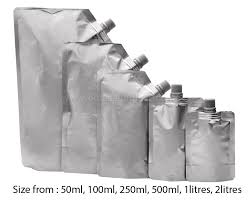 Size from : 50ml, 100ml, 250ml, 500ml, 1litres, 2litres